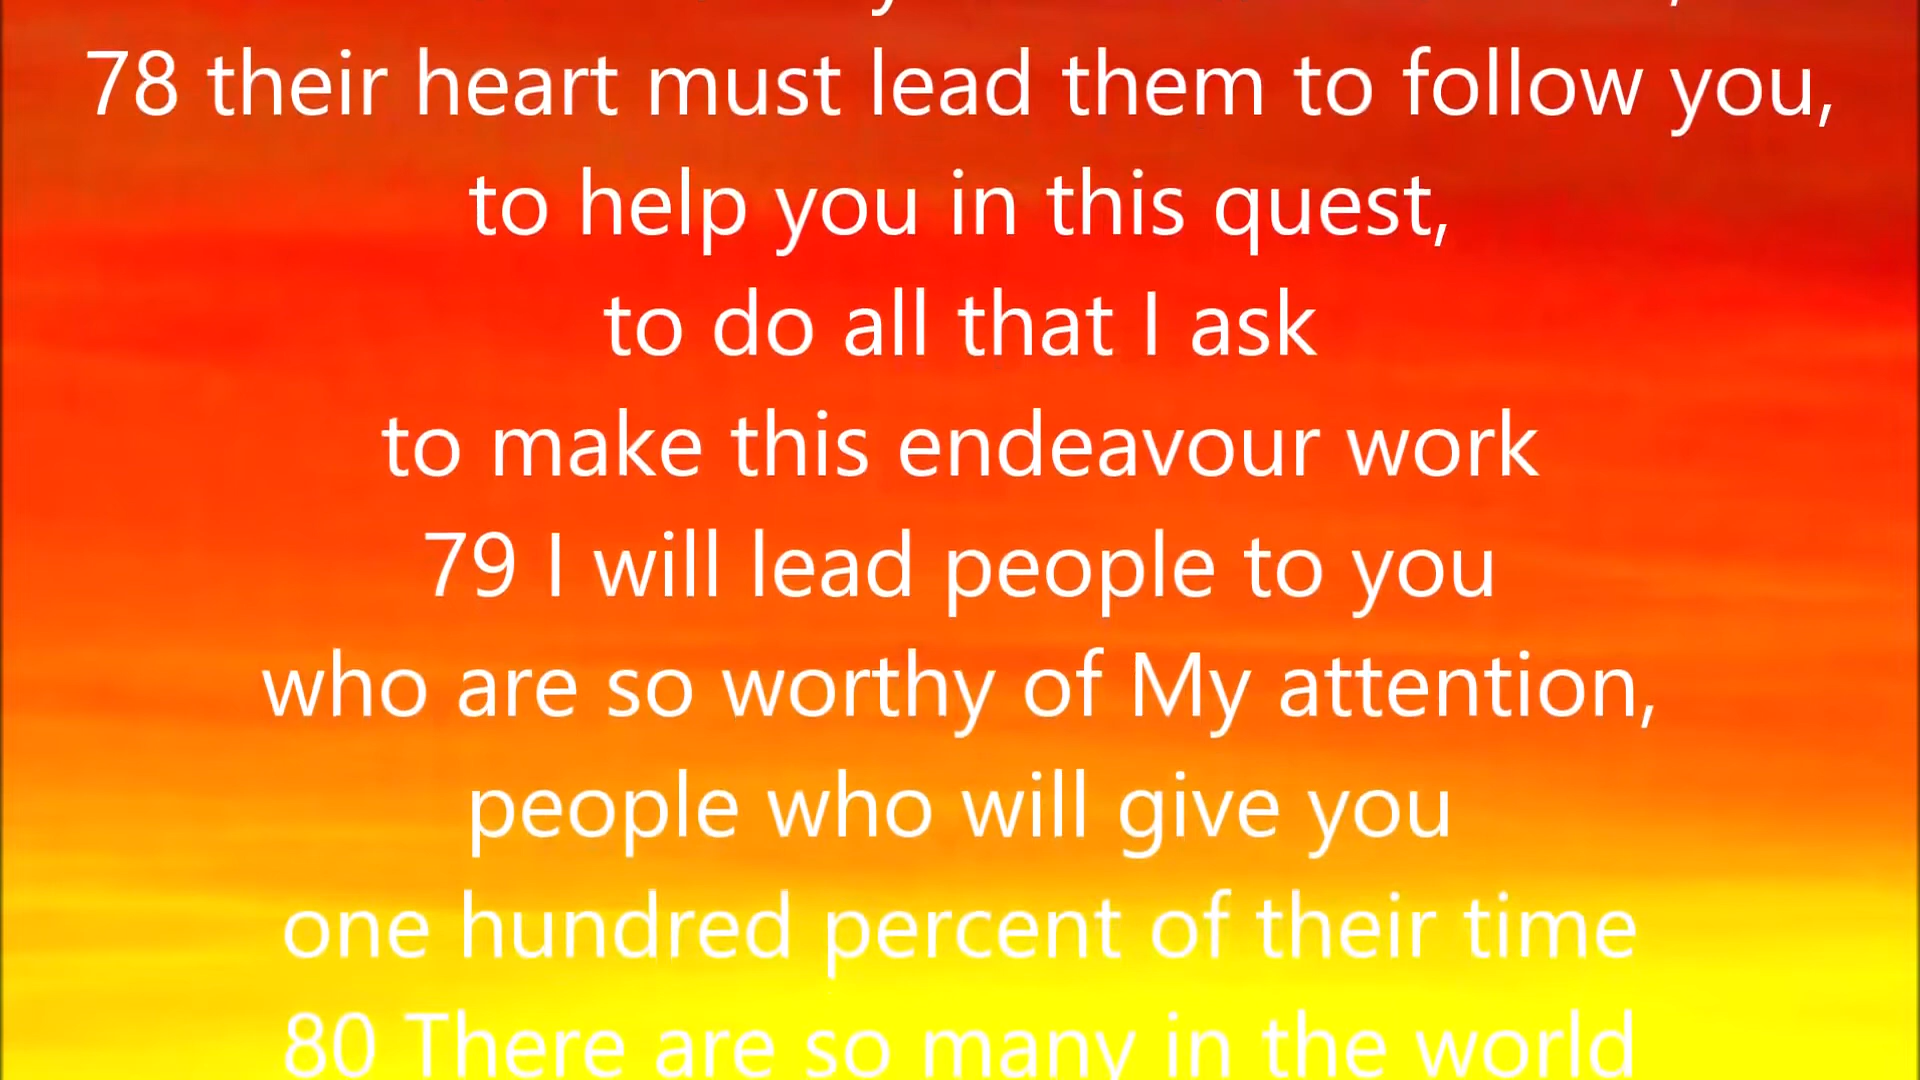 78 their heart must lead them to follow you,
to help you in this quest,
to do all that I ask
to make this endeavour work
79 I will lead people to you
who are so worthy of My attention,
people who will give you
one hundred percent of their time
80 There are so many in the world